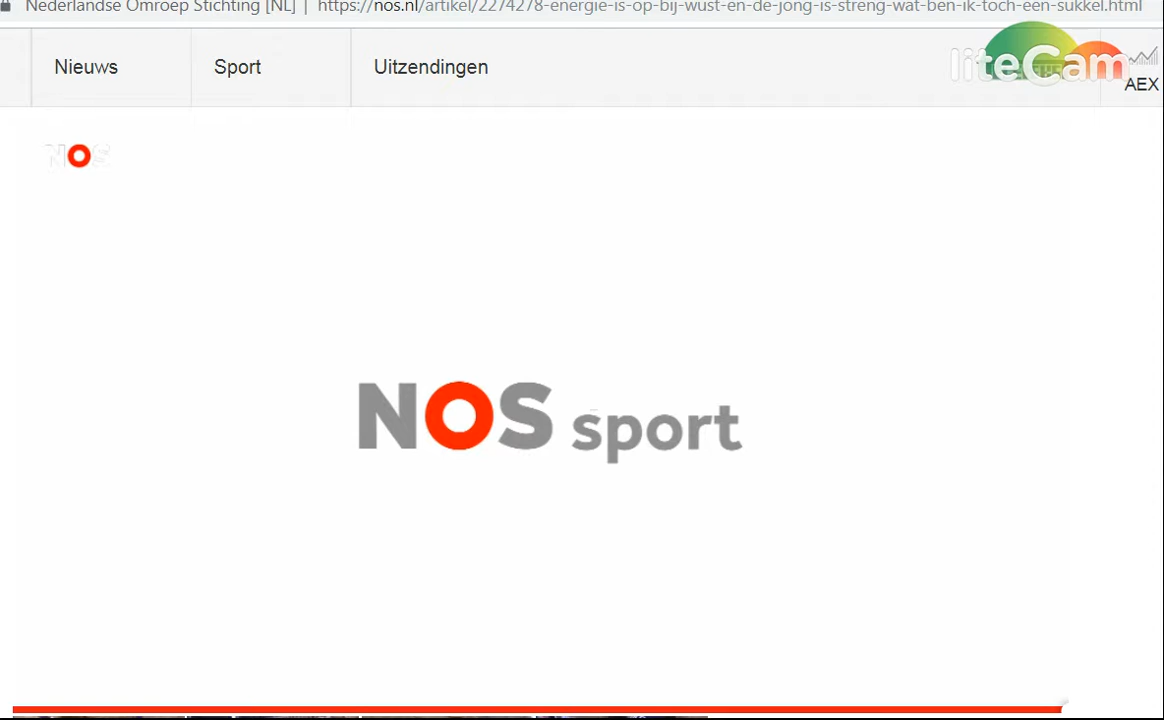 Nederlandse Omroep Stichting [NL] | https://nos.nl/artikel/2274278-energie-is-op-bij-wust-en-de-jong-is-streng-wat-ben-ik-toch-een-sukkel.html
Nieuws Sport Uitzendingen
liteCam
AEX
NOS
NOS sport